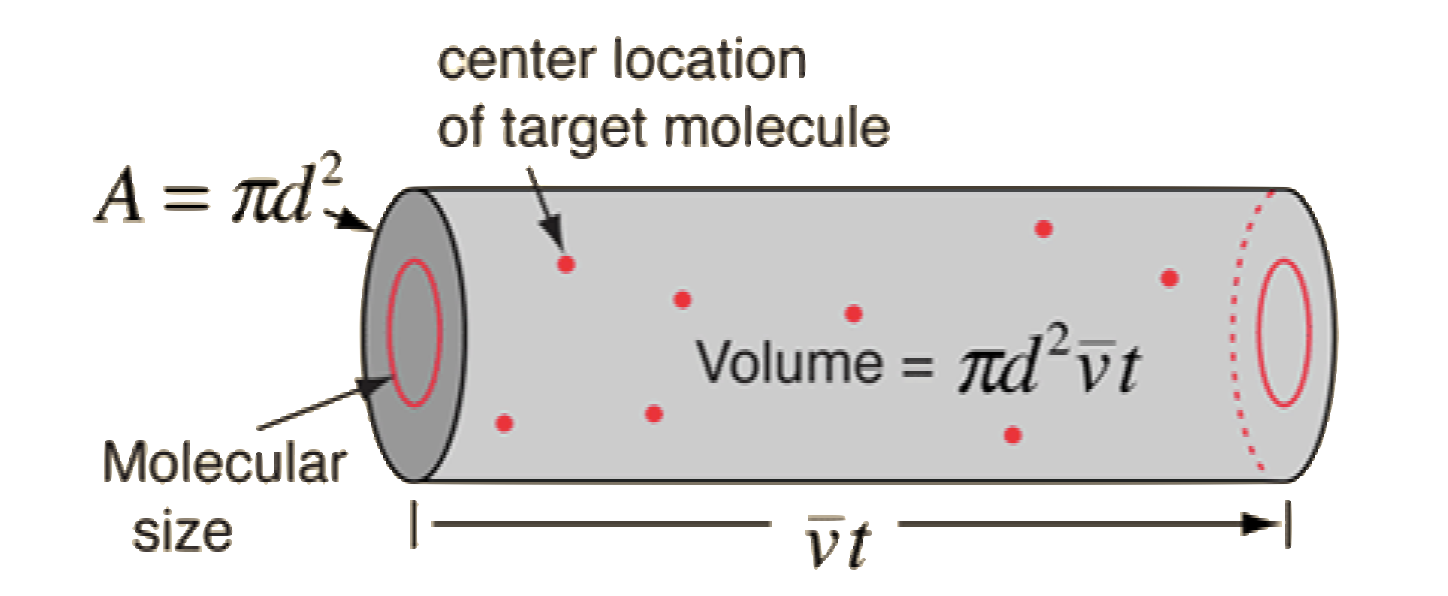 center location
of target molecule
A = πd²
Volume = πd²v̅t
Molecular
size
v̅t